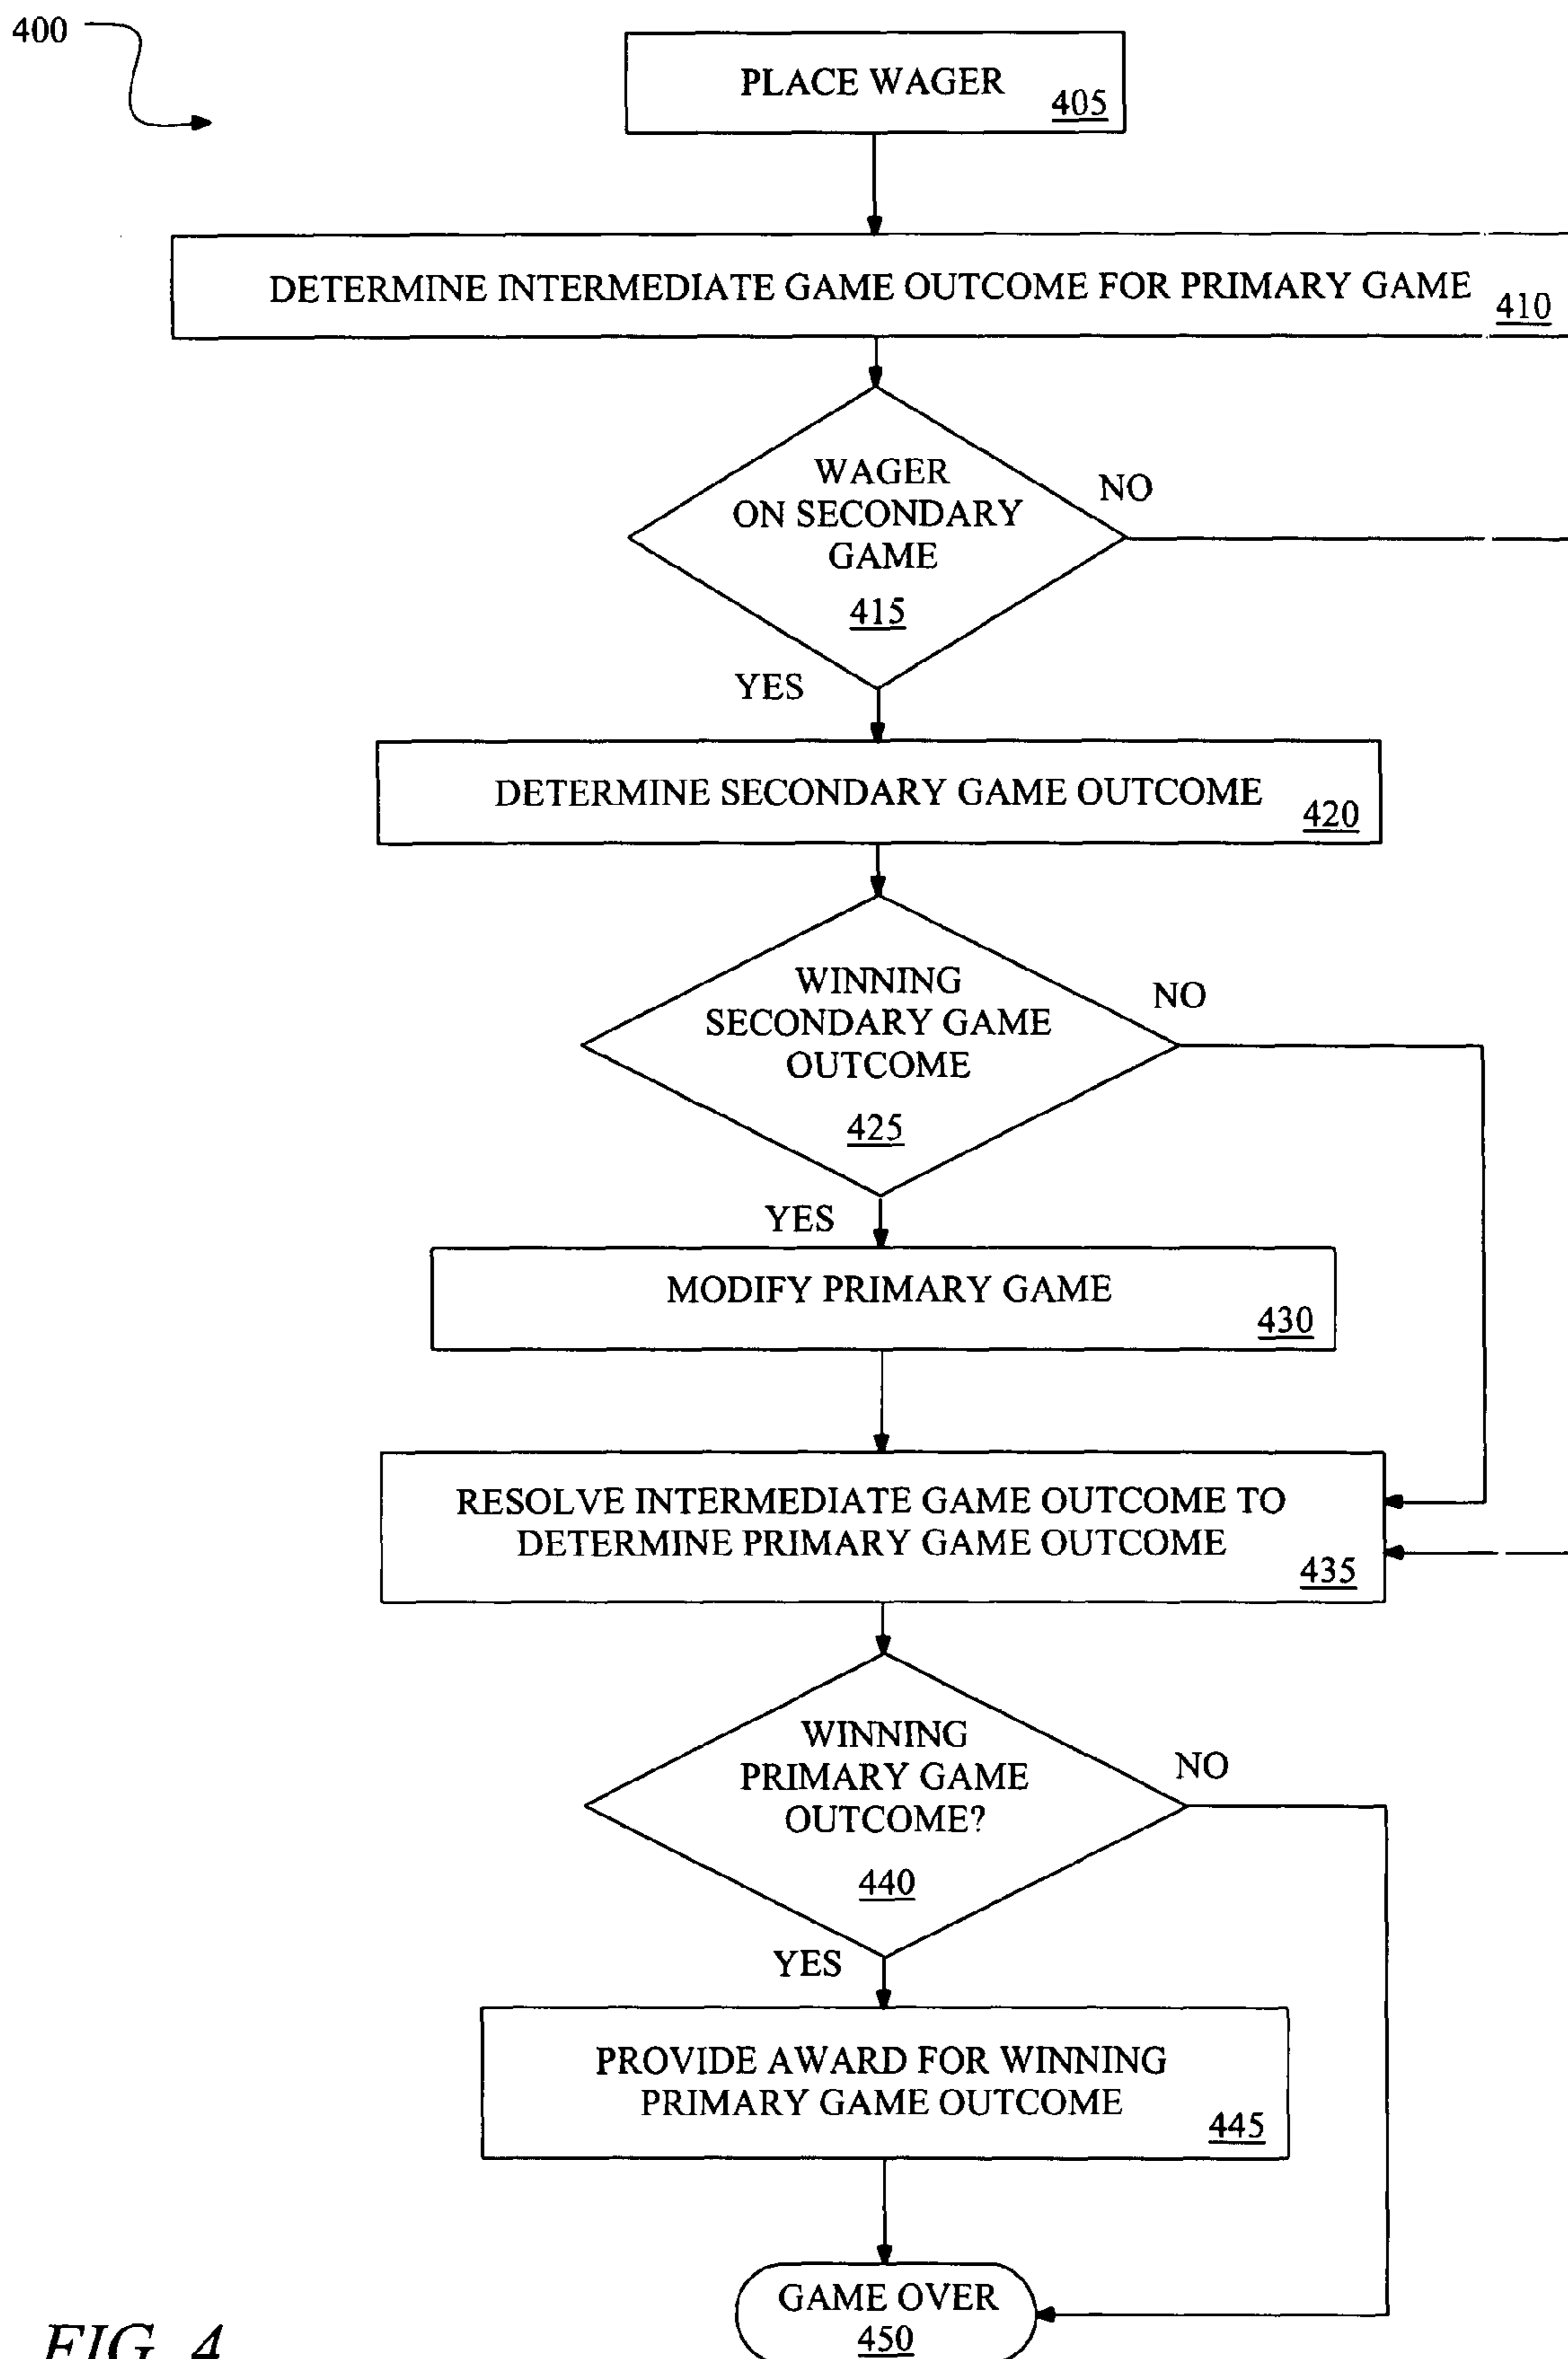 400
PLACE WAGER
405
DETERMINE INTERMEDIATE GAME OUTCOME FOR PRIMARY GAME
410
WAGER
ON SECONDARY
GAME
415
NO
YES
DETERMINE SECONDARY GAME OUTCOME
420
WINNING
SECONDARY GAME
OUTCOME
425
NO
YES
MODIFY PRIMARY GAME
430
RESOLVE INTERMEDIATE GAME OUTCOME TO
DETERMINE PRIMARY GAME OUTCOME
435
WINNING
PRIMARY GAME
OUTCOME?
440
NO
YES
PROVIDE AWARD FOR WINNING
PRIMARY GAME OUTCOME
445
GAME OVER
450
FIG. 4